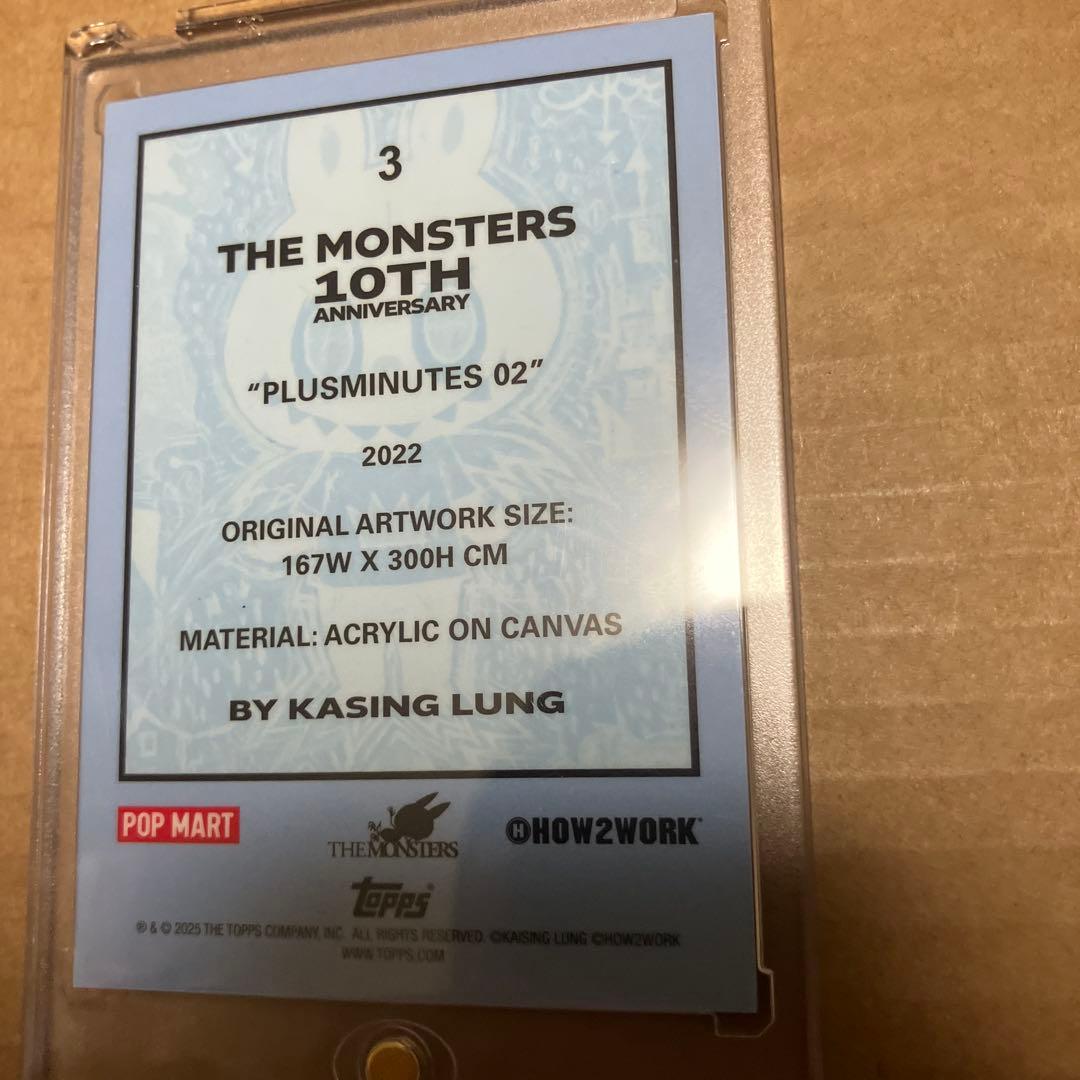 3
THE MONSTERS
10TH
ANNIVERSARY
"PLUSMINUTES 02"
2022
ORIGINAL ARTWORK SIZE:
167W X 300H CM
MATERIAL: ACRYLIC ON CANVAS
BY KASING LUNG
POP MART
THE MONSTERS
HOW2WORK
topps®
℗ & © 2025 THE TOPPS COMPANY, INC. ALL RIGHTS RESERVED. ©KAISING LUNG ©HOW2WORK
WWW.TOPPS.COM